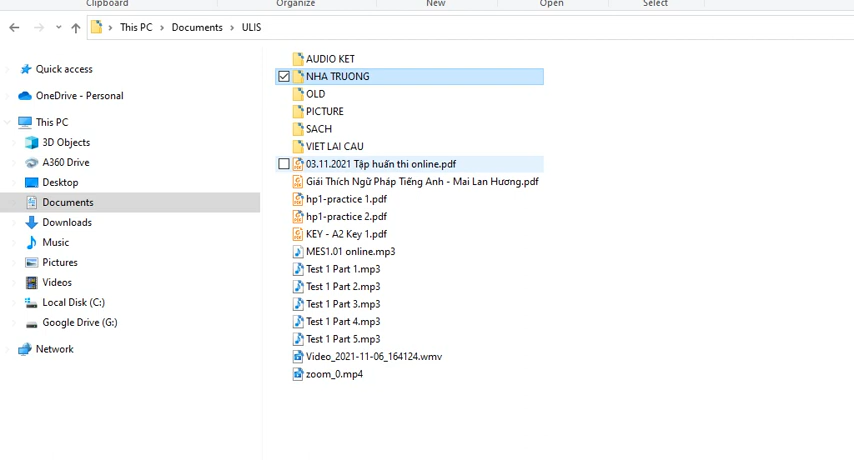 Clipboard
Organize
New
Open
Select
This PC
Documents
ULIS
Quick access
OneDrive - Personal
This PC
3D Objects
A360 Drive
Desktop
Documents
Downloads
Music
Pictures
Videos
Local Disk (C:)
Google Drive (G:)
Network
AUDIO KET
NHA TRUONG
OLD
PICTURE
SACH
VIET LAI CAU
03.11.2021 Tập huấn thi online.pdf
Giải Thích Ngữ Pháp Tiếng Anh - Mai Lan Hương.pdf
hp1-practice 1.pdf
hp1-practice 2.pdf
KEY - A2 Key 1.pdf
MES1.01 online.mp3
Test 1 Part 1.mp3
Test 1 Part 2.mp3
Test 1 Part 3.mp3
Test 1 Part 4.mp3
Test 1 Part 5.mp3
Video_2021-11-06_164124.wmv
zoom_0.mp4